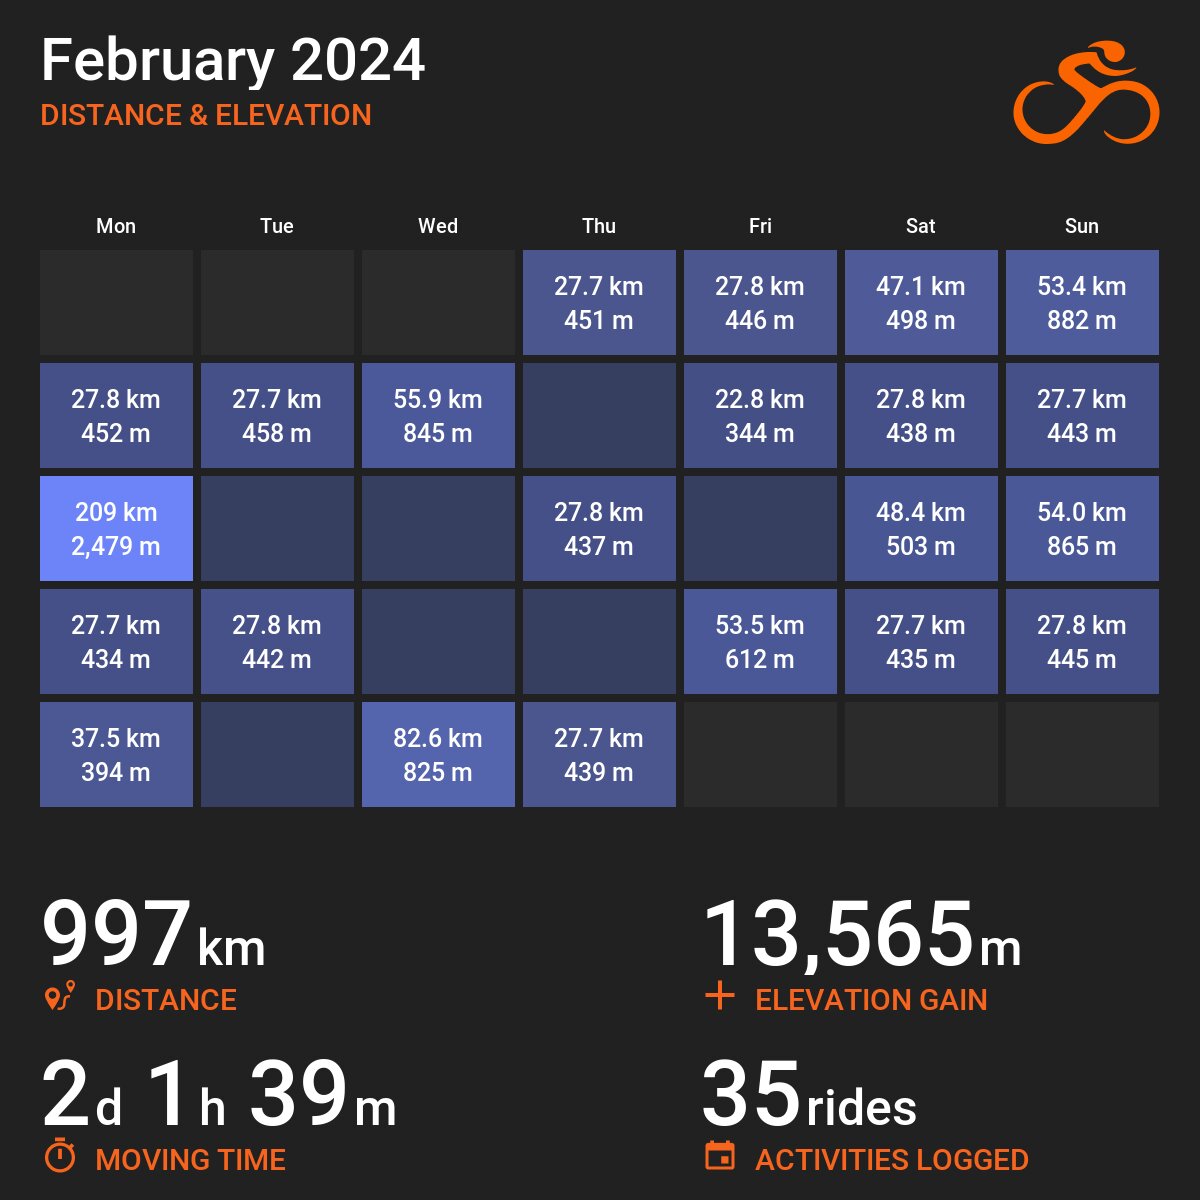 February 2024
DISTANCE & ELEVATION
Mon Tue Wed Thu Fri Sat Sun
27.7 km 27.8 km 47.1 km 53.4 km
451 m 446 m 498 m 882 m
27.8 km 27.7 km 55.9 km 22.8 km 27.8 km 27.7 km
452 m 458 m 845 m 344 m 438 m 443 m
209 km 27.8 km 48.4 km 54.0 km
2,479 m 437 m 503 m 865 m
27.7 km 27.8 km 53.5 km 27.7 km 27.8 km
434 m 442 m 612 m 435 m 445 m
37.5 km 82.6 km 27.7 km
394 m 825 m 439 m
997 km 13,565 m
DISTANCE ELEVATION GAIN
2d 1h 39m 35 rides
MOVING TIME ACTIVITIES LOGGED